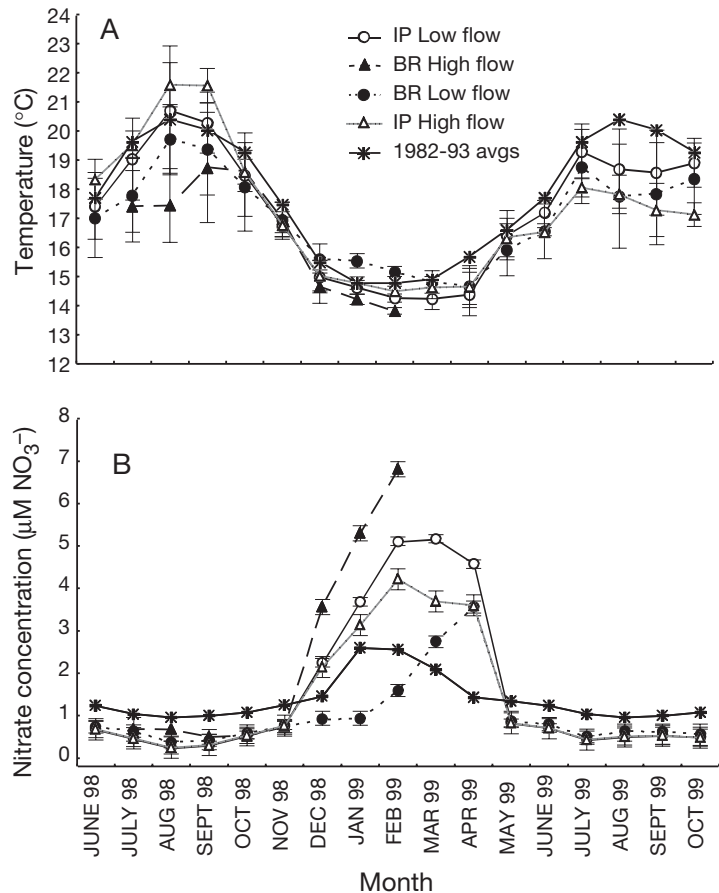 A
IP Low flow
BR High flow
BR Low flow
IP High flow
1982-93 avgs
Temperature (°C)
24
23
22
21
20
19
18
17
16
15
14
13
12
B
Nitrate concentration (μM NO₃⁻)
8
7
6
5
4
3
2
1
0
JUNE 98
JULY 98
AUG 98
SEPT 98
OCT 98
NOV 98
DEC 98
JAN 99
FEB 99
MAR 99
APR 99
MAY 99
JUNE 99
JULY 99
AUG 99
SEPT 99
OCT 99
Month